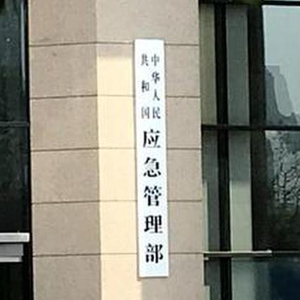 中华人民
共和国
应急管理部